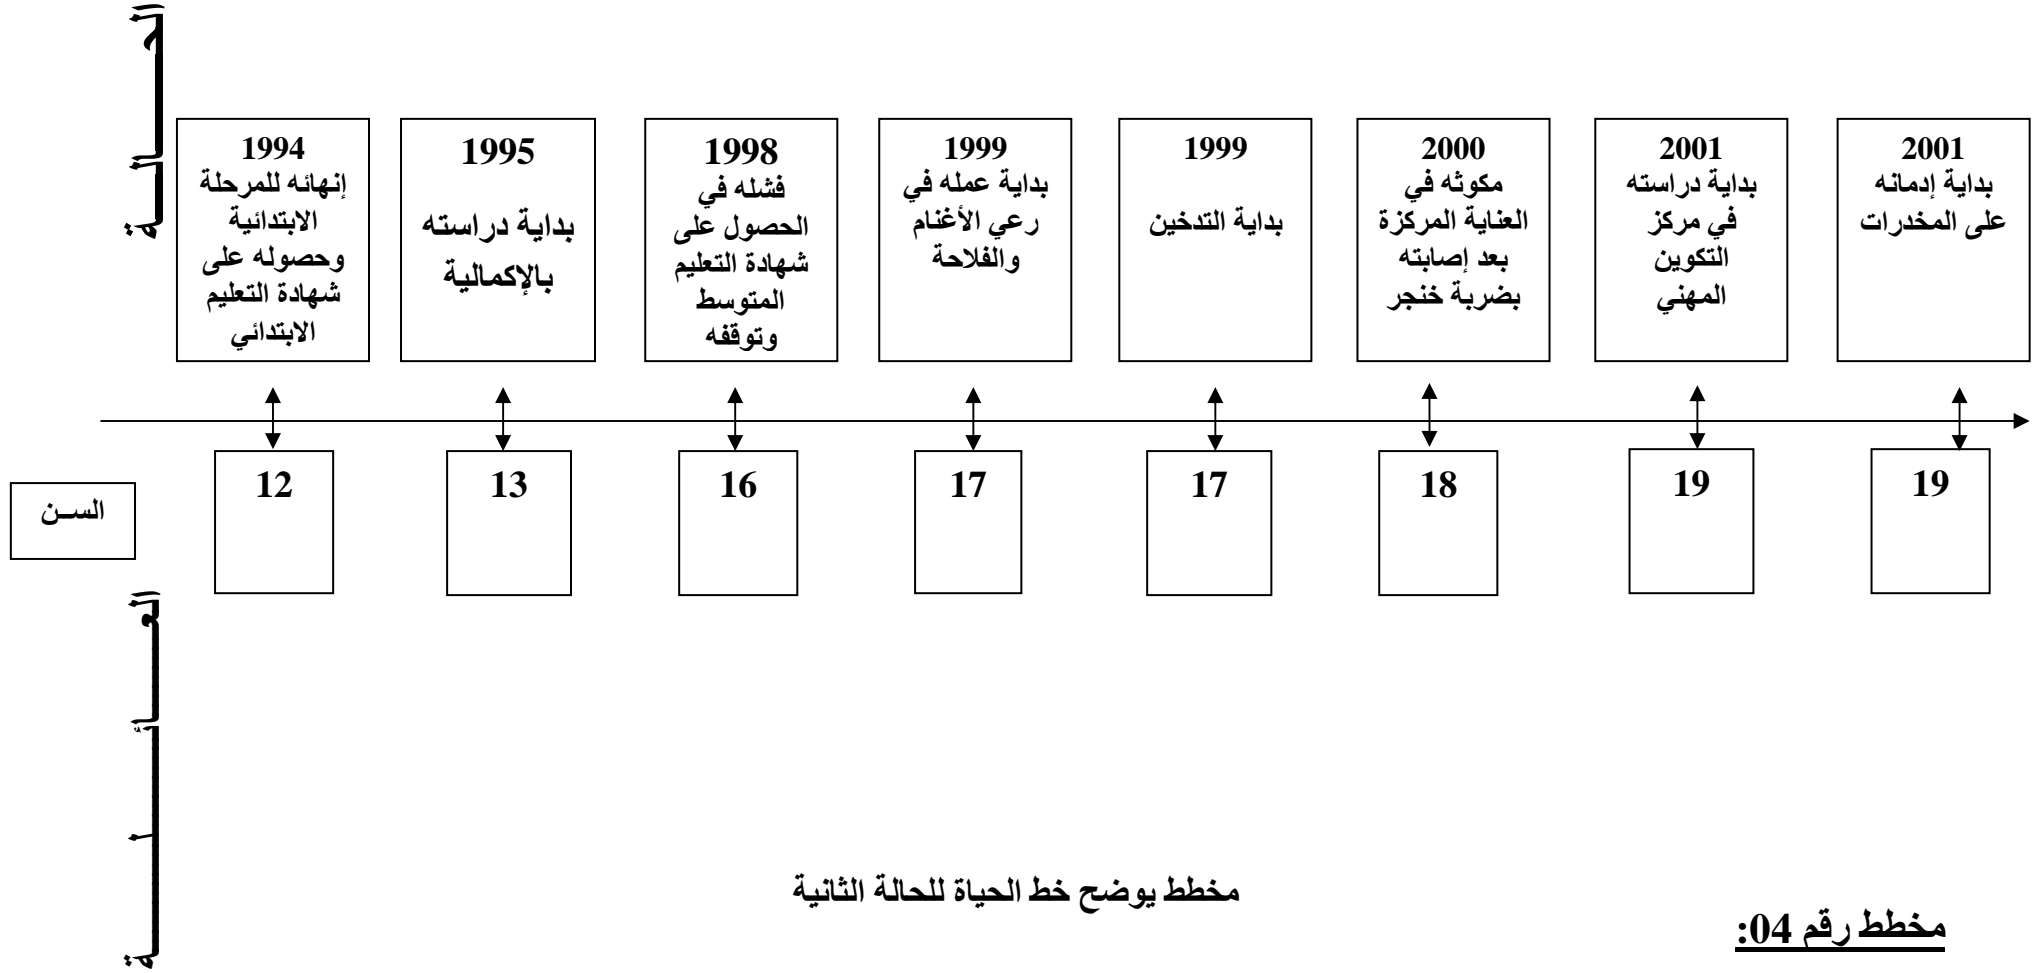 الحـــالـــة
1994
إنهائه للمرحلة
الابتدائية
وحصوله على
شهادة التعليم
الابتدائي
1995
بداية دراسته
بالإكمالية
1998
فشله في
الحصول على
شهادة التعليم
المتوسط
وتوقفه
1999
بداية عمله في
رعي الأغنام
والفلاحة
1999
بداية التدخين
2000
مكوثه في
العناية المركزة
بعد إصابته
بضربة خنجر
2001
بداية دراسته
في مركز
التكوين
المهني
2001
بداية إدمانه
على المخدرات
السـن
12
13
16
17
17
18
19
19
مخطط يوضح خط الحياة للحالة الثانية
مخطط رقم 04: